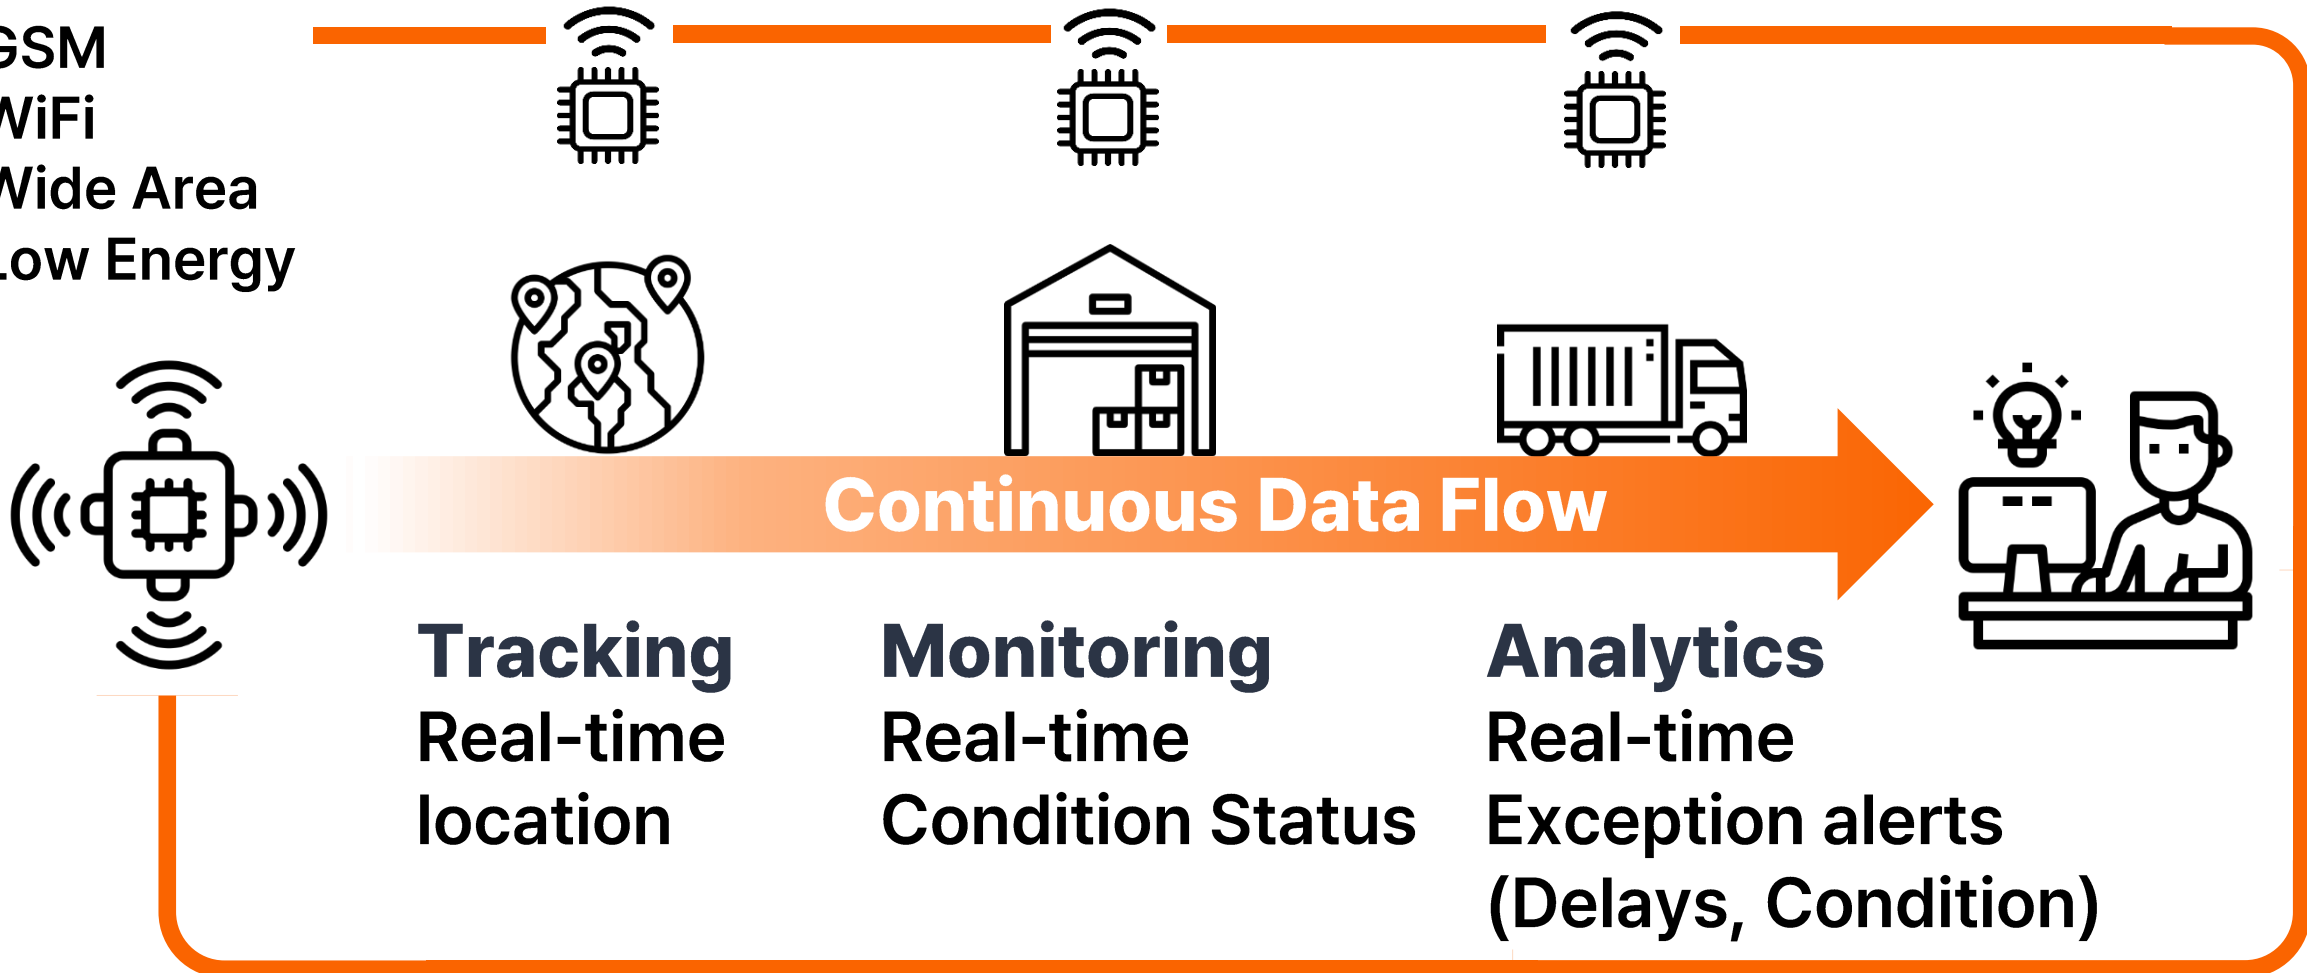 GSM
WiFi
Wide Area
Low Energy
Continuous Data Flow
Tracking
Real-time
location
Monitoring
Real-time
Condition Status
Analytics
Real-time
Exception alerts
(Delays, Condition)